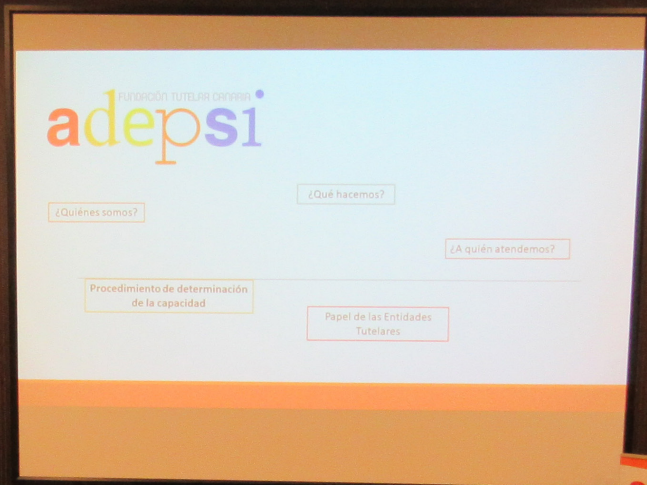 FUNDACIÓN TUTELAR CANARIA
adepsi
¿Qué hacemos?
¿Quiénes somos?
¿A quién atendemos?
Procedimiento de determinación
de la capacidad
Papel de las Entidades
Tutelares